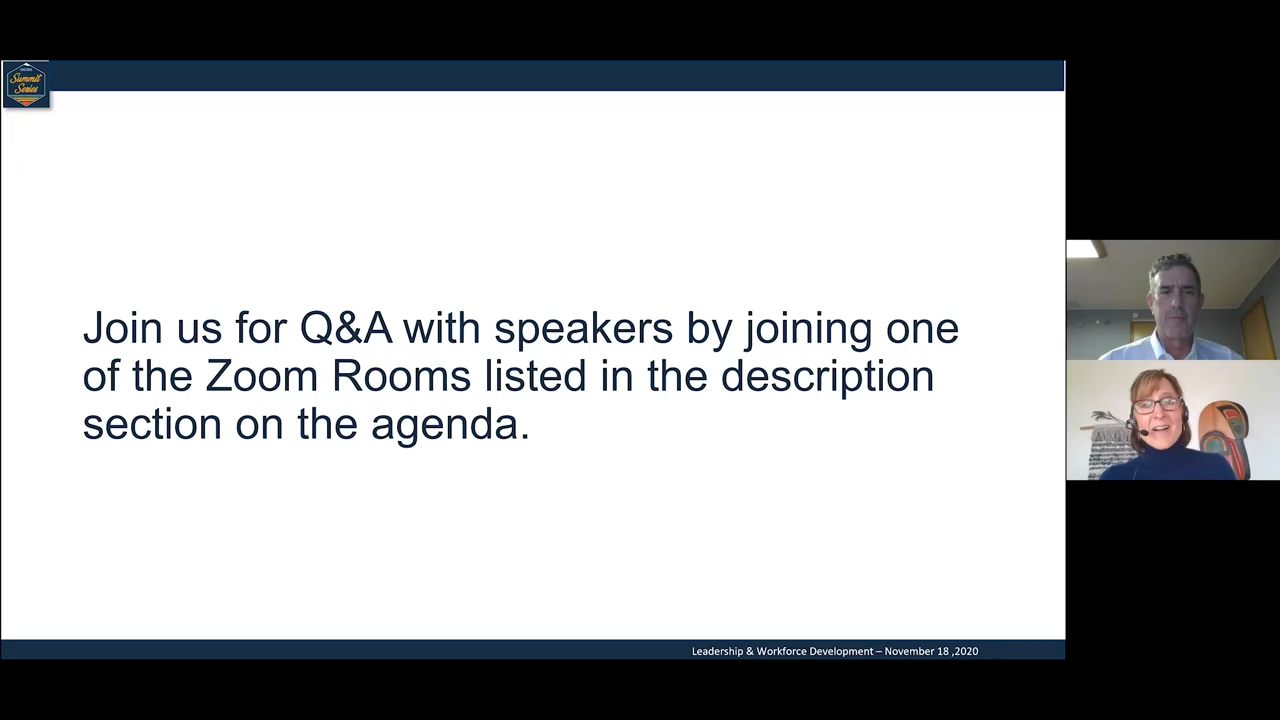 Summit
Series
Join us for Q&A with speakers by joining one
of the Zoom Rooms listed in the description
section on the agenda.
Leadership & Workforce Development – November 18 ,2020